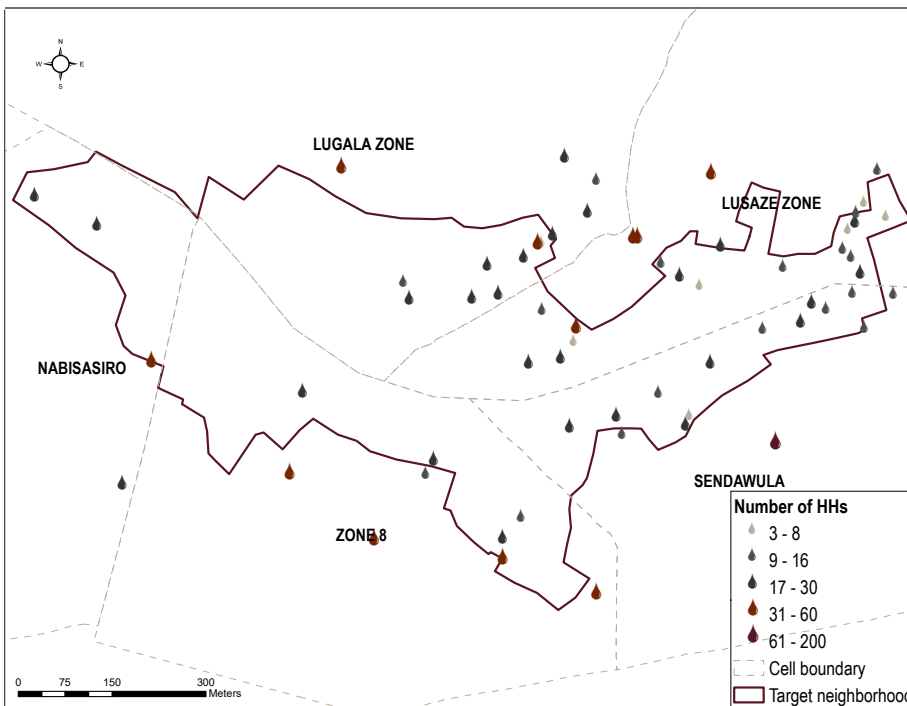 N
W E
S
LUGALA ZONE
LUSAZE ZONE
NABISASIRO
SENDAWULA
ZONE 8
Number of HHs
3 - 8
9 - 16
17 - 30
31 - 60
61 - 200
Cell boundary
Target neighborhood
0 75 150 300
Meters